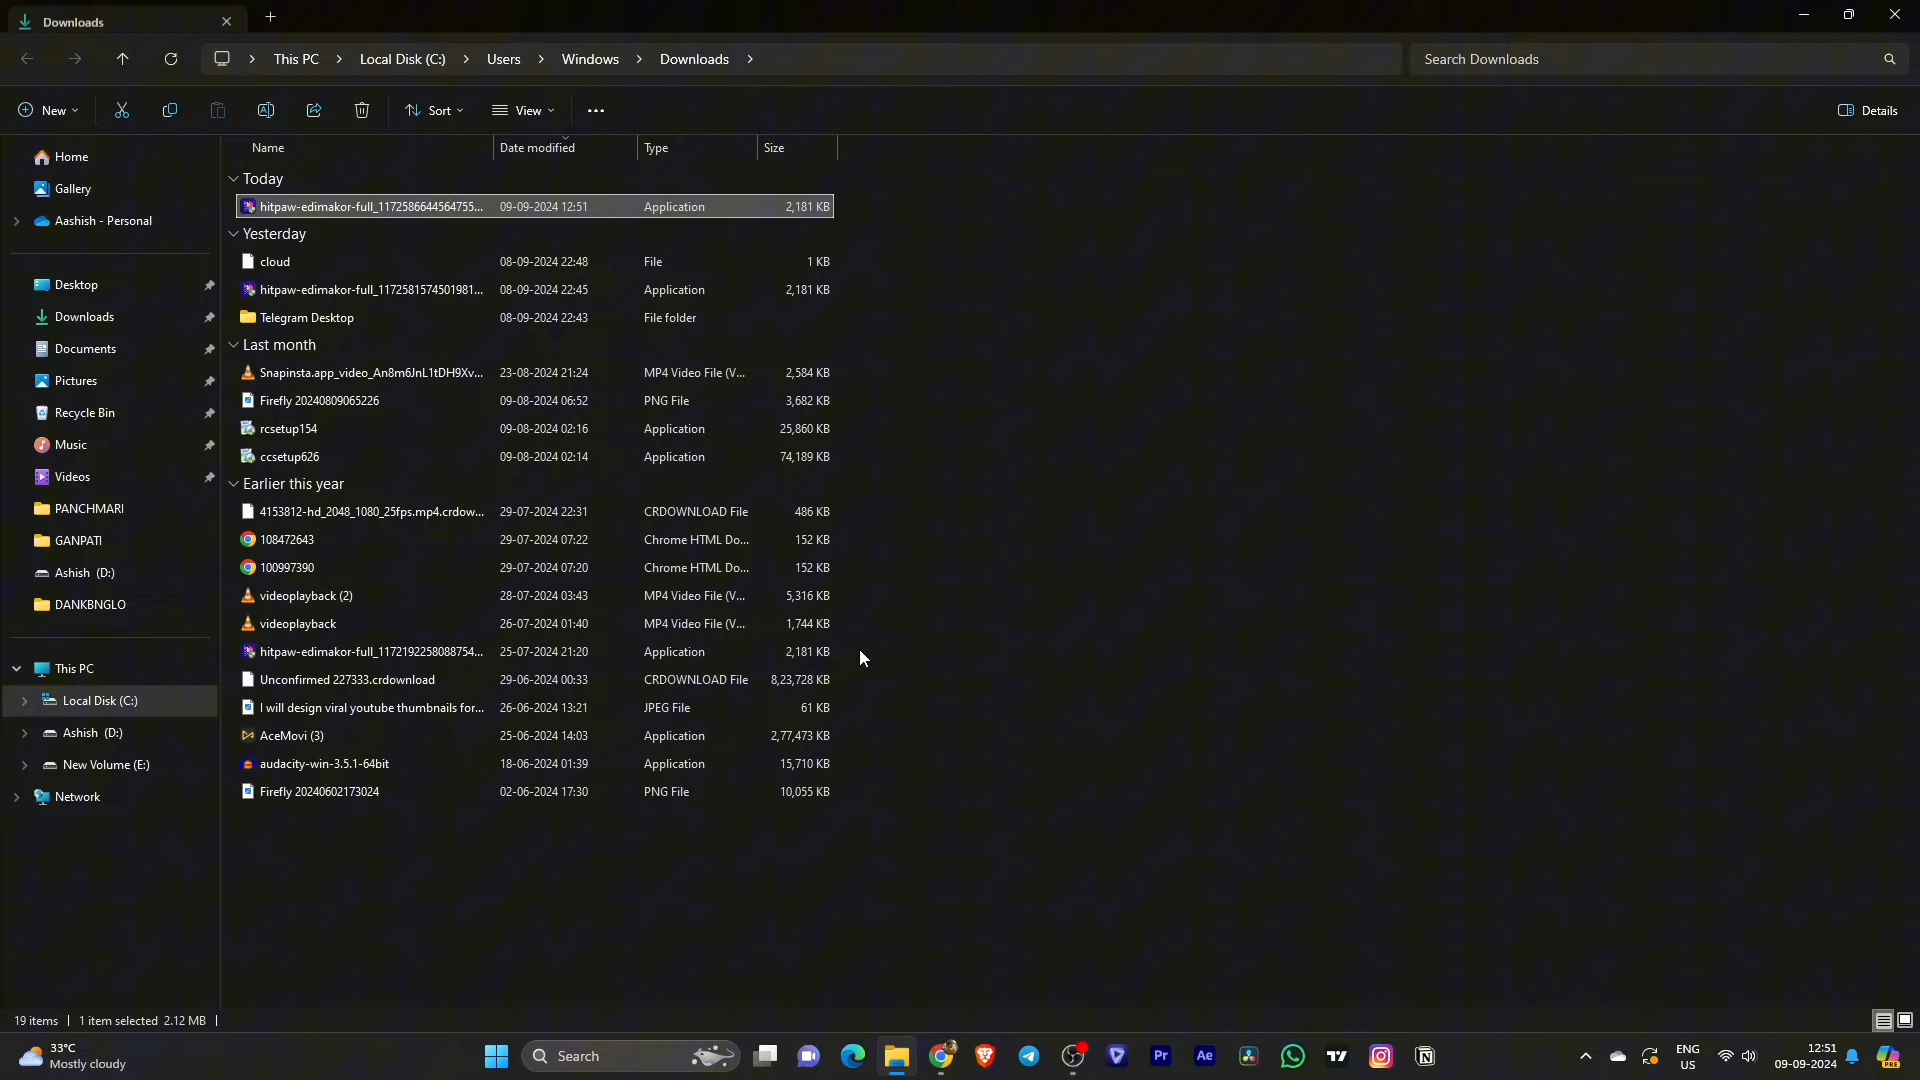 Downloads
This PC > Local Disk (C:) > Users > Windows > Downloads >
Search Downloads
New
Sort
View
Details
Home
Gallery
Aashish - Personal
Desktop
Downloads
Documents
Pictures
Recycle Bin
Music
Videos
PANCHMARI
GANPATI
Ashish (D:)
DANKBNGLO
This PC
Local Disk (C:)
Ashish (D:)
New Volume (E:)
Network
Name Date modified Type Size
Today
hitpaw-edimakor-full_1172586644564755... 09-09-2024 12:51 Application 2,181 KB
Yesterday
cloud 08-09-2024 22:48 File 1 KB
hitpaw-edimakor-full_1172581574501981... 08-09-2024 22:45 Application 2,181 KB
Telegram Desktop 08-09-2024 22:43 File folder
Last month
Snapinsta.app_video_An8m6JnL1tDH9Xv... 23-08-2024 21:24 MP4 Video File (V... 2,584 KB
Firefly 20240809065226 09-08-2024 06:52 PNG File 3,682 KB
rcsetup154 09-08-2024 02:16 Application 25,860 KB
ccsetup626 09-08-2024 02:14 Application 74,189 KB
Earlier this year
4153812-hd_2048_1080_25fps.mp4.crdow... 29-07-2024 22:31 CRDOWNLOAD File 486 KB
108472643 29-07-2024 07:22 Chrome HTML Do... 152 KB
100997390 29-07-2024 07:20 Chrome HTML Do... 152 KB
videoplayback (2) 28-07-2024 03:43 MP4 Video File (V... 5,316 KB
videoplayback 26-07-2024 01:40 MP4 Video File (V... 1,744 KB
hitpaw-edimakor-full_1172192258088754... 25-07-2024 21:20 Application 2,181 KB
Unconfirmed 227333.crdownload 29-06-2024 00:33 CRDOWNLOAD File 8,23,728 KB
I will design viral youtube thumbnails for... 26-06-2024 13:21 JPEG File 61 KB
AceMovi (3) 25-06-2024 14:03 Application 2,77,473 KB
audacity-win-3.5.1-64bit 18-06-2024 01:39 Application 15,710 KB
Firefly 20240602173024 02-06-2024 17:30 PNG File 10,055 KB
19 items | 1 item selected 2.12 MB |
33°C
Mostly cloudy
Search
Pr
Ae
ENG
US
12:51
09-09-2024
PRE